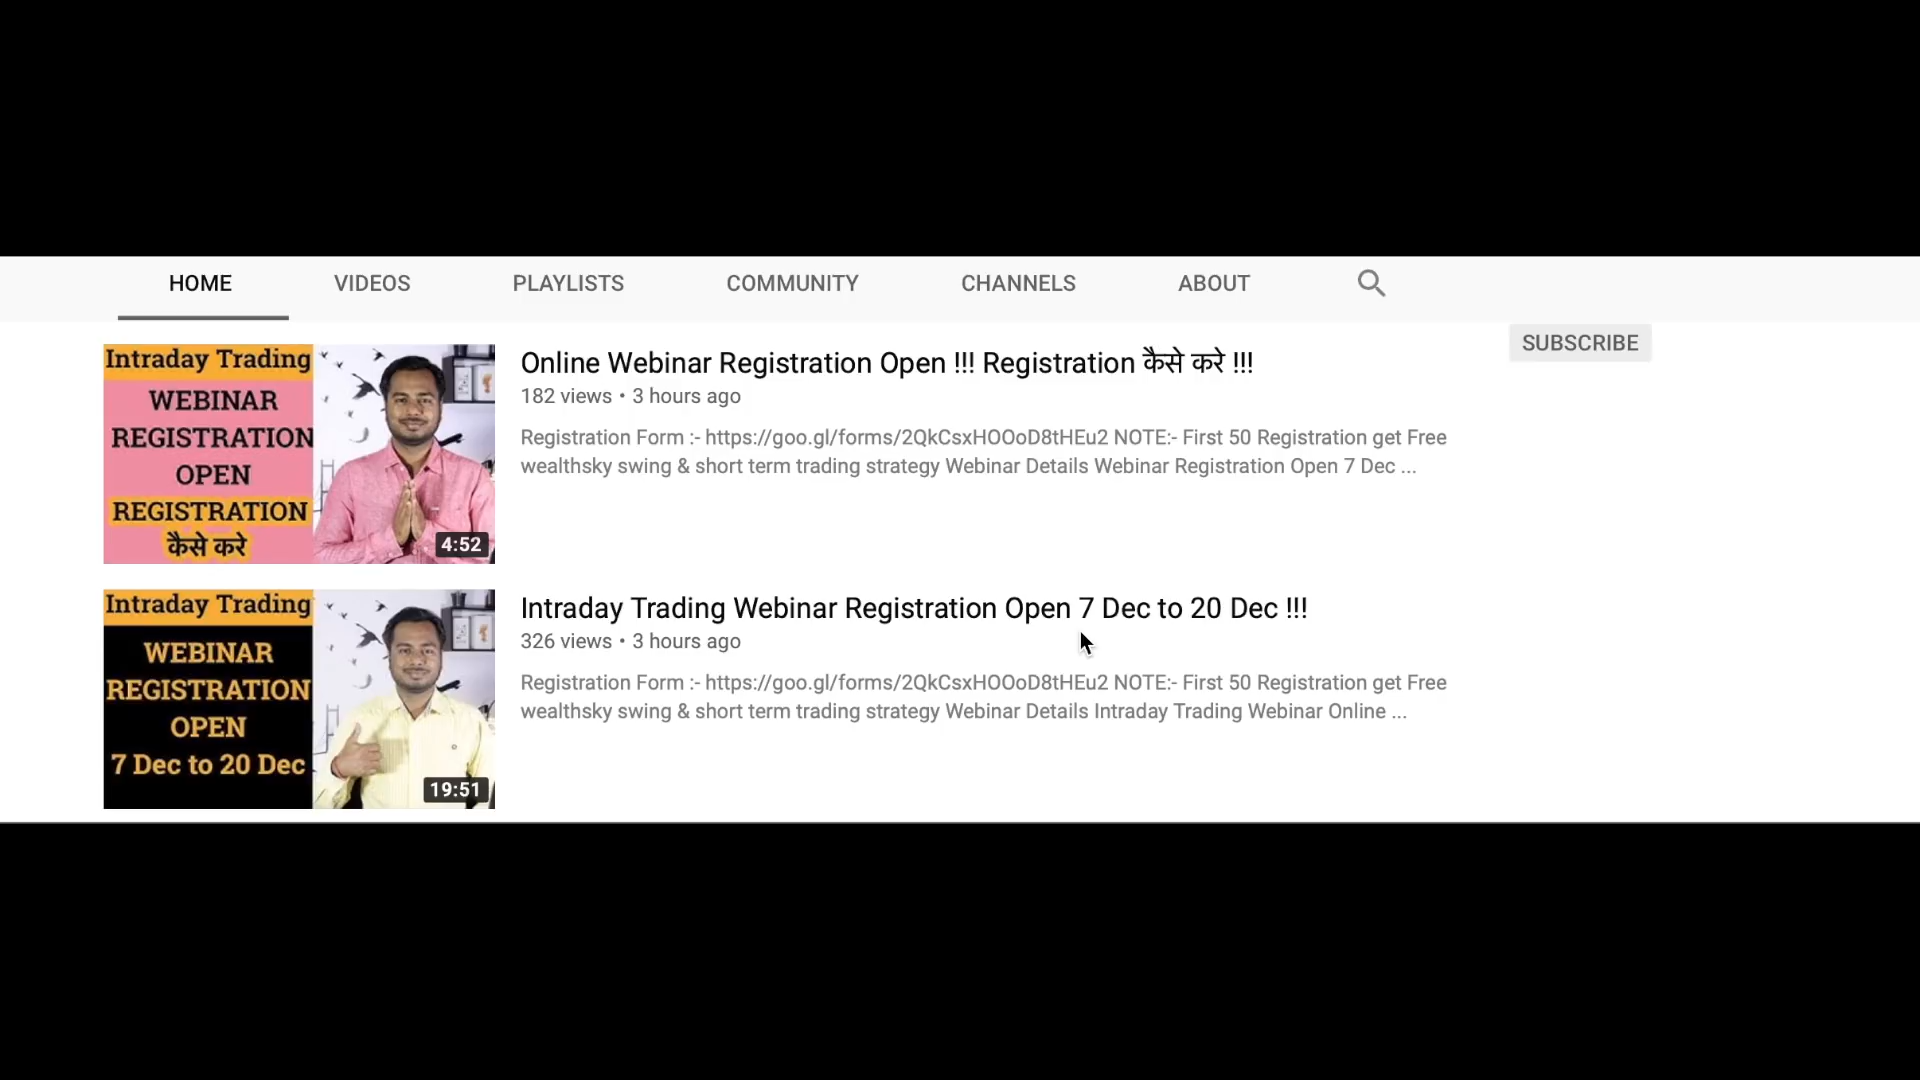 HOME VIDEOS PLAYLISTS COMMUNITY CHANNELS ABOUT
SUBSCRIBE
Intraday Trading
WEBINAR
REGISTRATION
OPEN
REGISTRATION
कैसे करे
4:52
Online Webinar Registration Open !!! Registration कैसे करे !!!
182 views • 3 hours ago
Registration Form :- https://goo.gl/forms/2QkCsxHOOoD8tHEu2 NOTE:- First 50 Registration get Free
wealthsky swing & short term trading strategy Webinar Details Webinar Registration Open 7 Dec ...
Intraday Trading
WEBINAR
REGISTRATION
OPEN
7 Dec to 20 Dec
19:51
Intraday Trading Webinar Registration Open 7 Dec to 20 Dec !!!
326 views • 3 hours ago
Registration Form :- https://goo.gl/forms/2QkCsxHOOoD8tHEu2 NOTE:- First 50 Registration get Free
wealthsky swing & short term trading strategy Webinar Details Intraday Trading Webinar Online ...